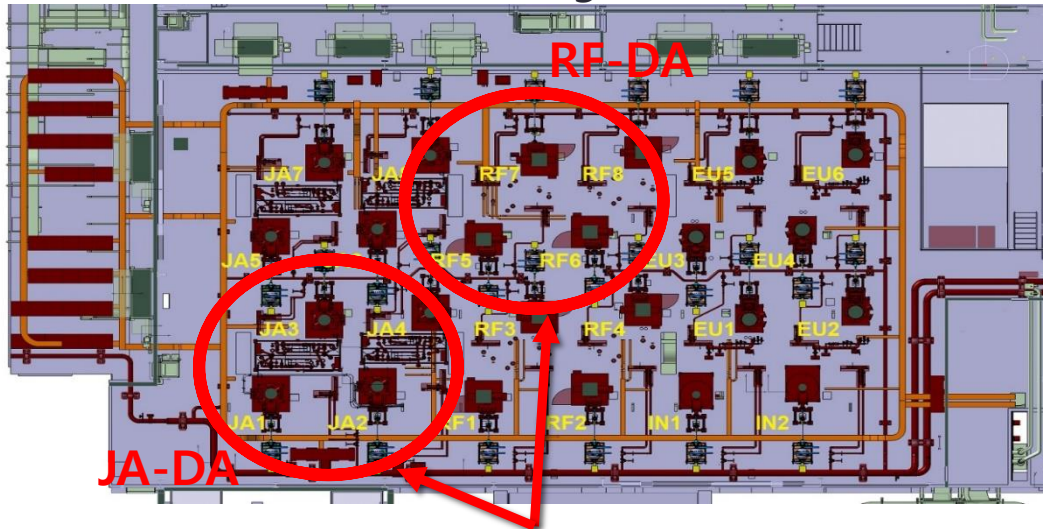 RF-DA
JA7 RF7 RF8 EU5 EU6
JA5 RF5 RF6 EU3 EU4
JA3 JA4 RF3 RF4 EU1 EU2
JA1 JA2 RF1 RF2 IN1 IN2
JA-DA